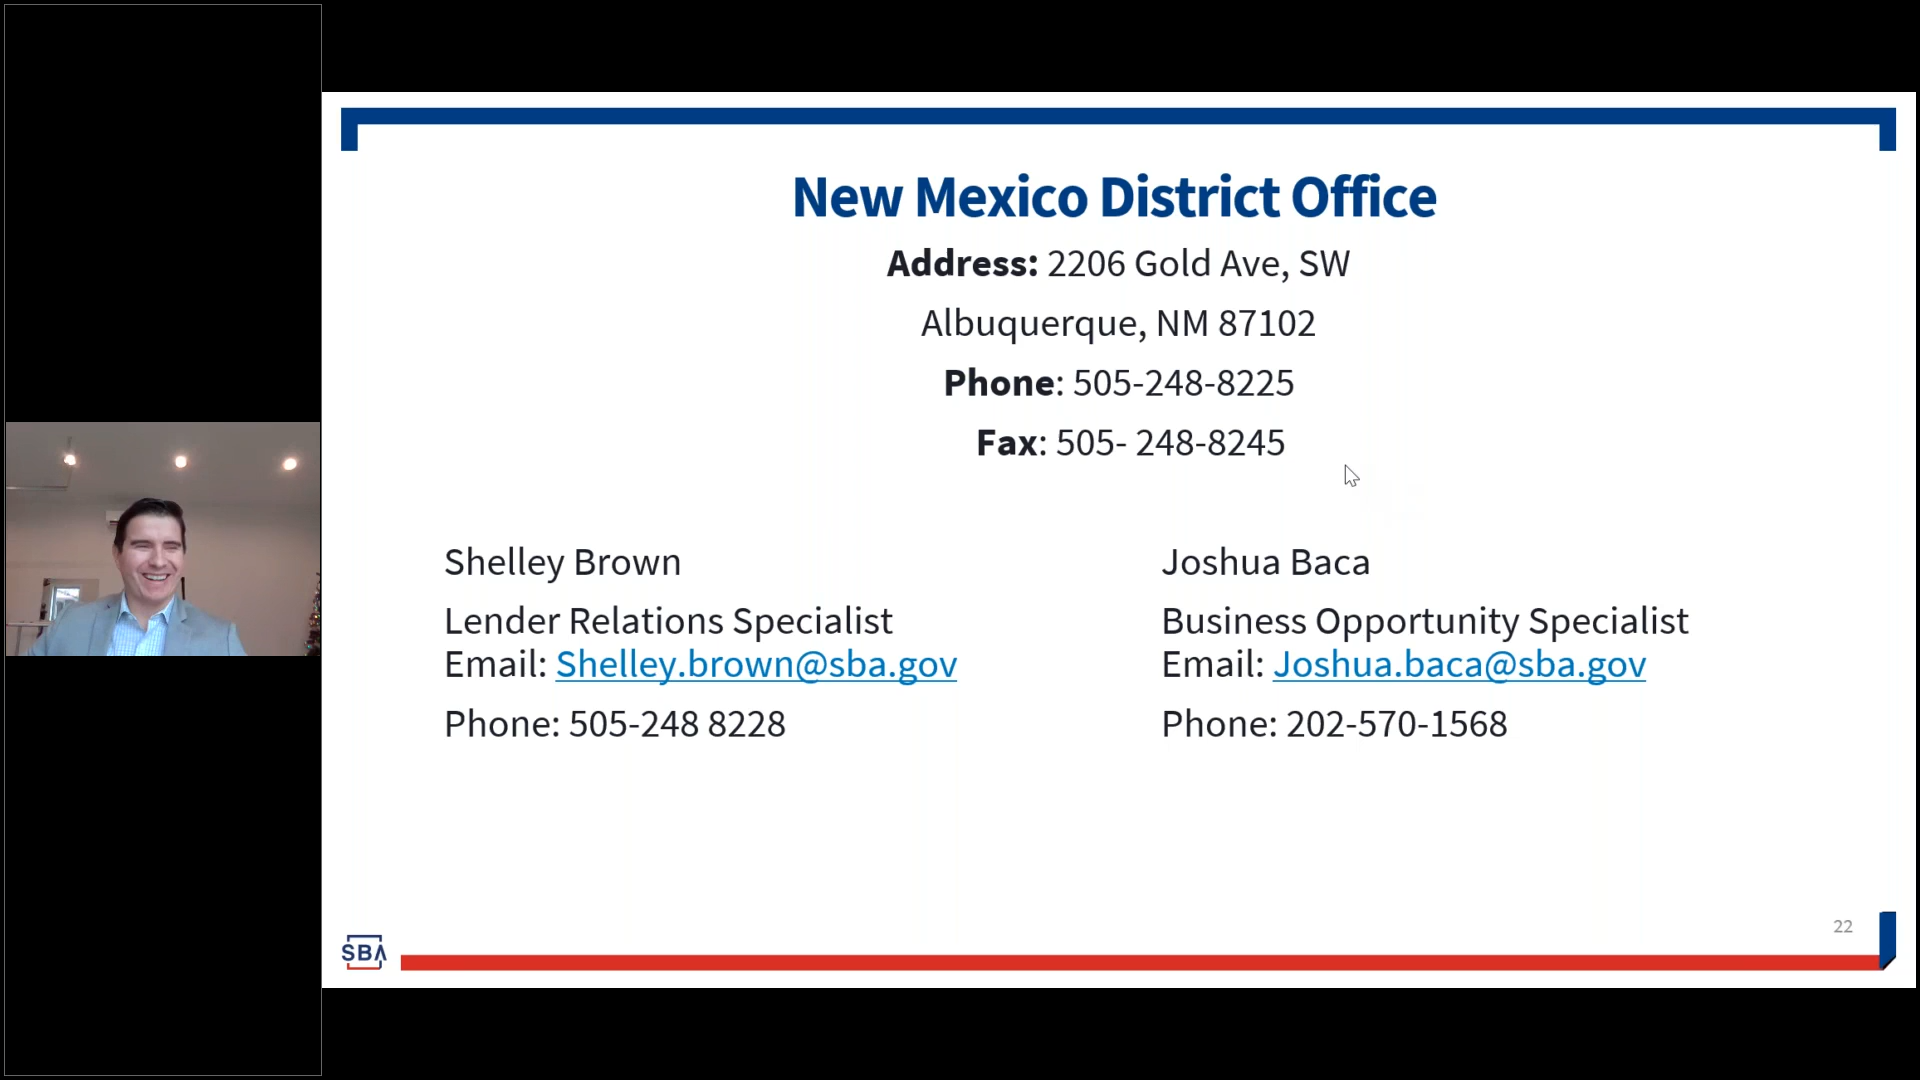 New Mexico District Office
Address: 2206 Gold Ave, SW
Albuquerque, NM 87102
Phone: 505-248-8225
Fax: 505- 248-8245
Shelley Brown
Lender Relations Specialist
Email: Shelley.brown@sba.gov
Phone: 505-248 8228
Joshua Baca
Business Opportunity Specialist
Email: Joshua.baca@sba.gov
Phone: 202-570-1568
22
SBA